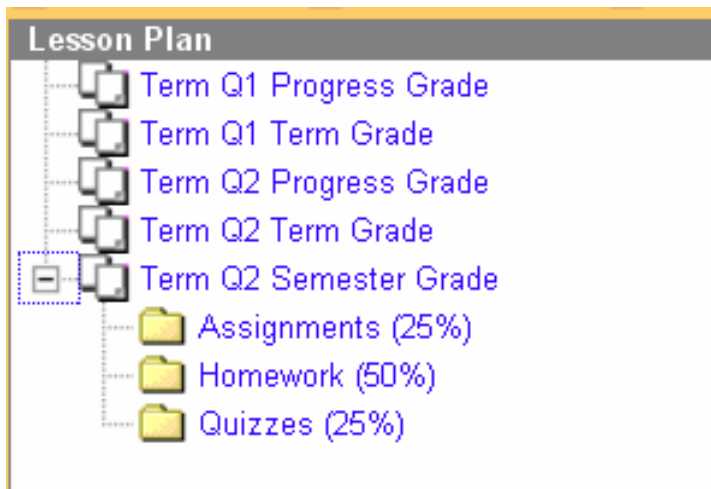 Lesson Plan
Term Q1 Progress Grade
Term Q1 Term Grade
Term Q2 Progress Grade
Term Q2 Term Grade
Term Q2 Semester Grade
Assignments (25%)
Homework (50%)
Quizzes (25%)